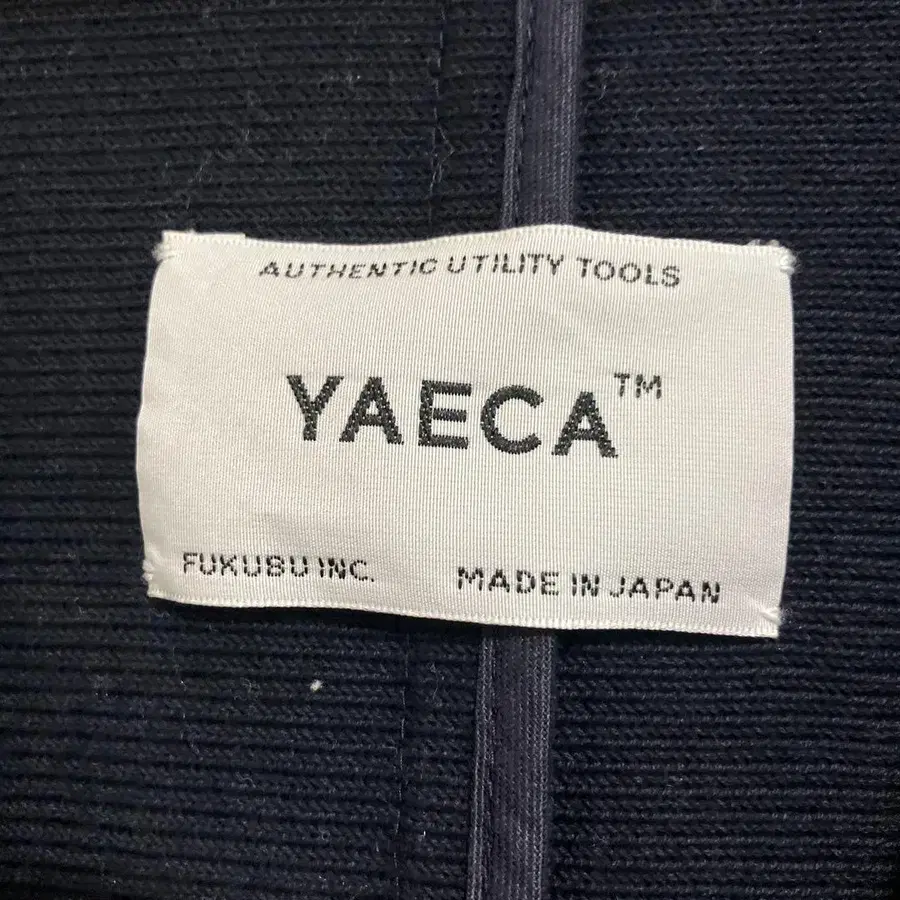 AUTHENTIC UTILITY TOOLS
YAECA™
FUKUBU INC. MADE IN JAPAN